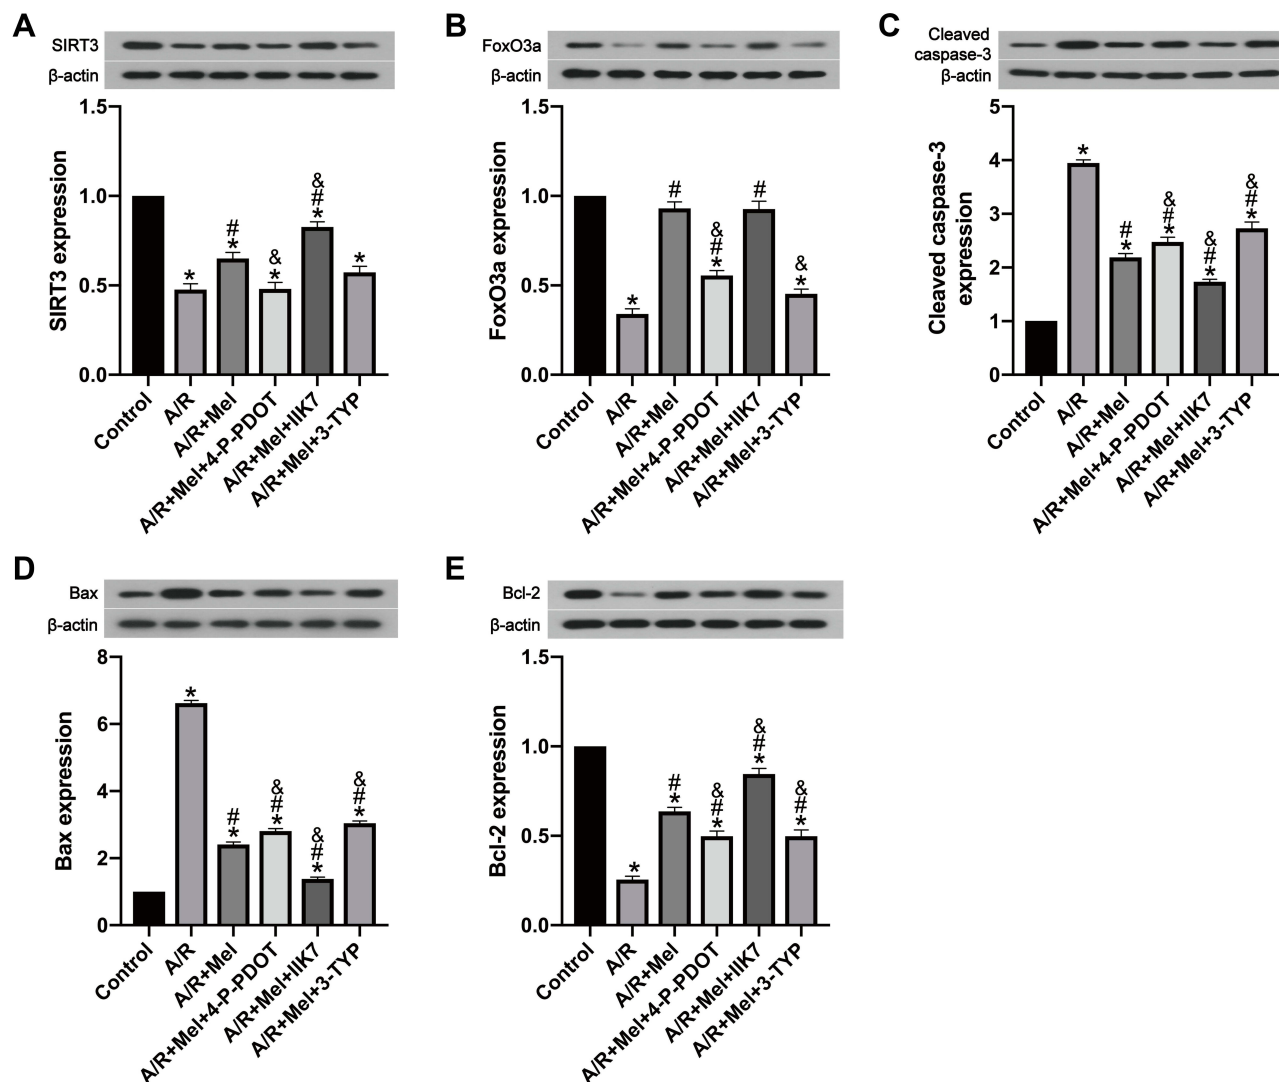 A
SIRT3
β-actin
SIRT3 expression
1.5
1.0
0.5
0.0
*
#
*
&
*
&
#
*
*
Control
A/R
A/R+Mel
A/R+Mel+4-P-PDOT
A/R+Mel+IIK7
A/R+Mel+3-TYP
B
FoxO3a
β-actin
FoxO3a expression
1.5
1.0
0.5
0.0
*
#
&
#
*
#
&
*
Control
A/R
A/R+Mel
A/R+Mel+4-P-PDOT
A/R+Mel+IIK7
A/R+Mel+3-TYP
C
Cleaved
caspase-3
β-actin
Cleaved caspase-3
expression
5
4
3
2
1
0
*
#
*
&
#
*
&
#
*
&
#
*
Control
A/R
A/R+Mel
A/R+Mel+4-P-PDOT
A/R+Mel+IIK7
A/R+Mel+3-TYP
D
Bax
β-actin
Bax expression
8
6
4
2
0
*
#
*
&
#
*
&
#
*
&
#
*
Control
A/R
A/R+Mel
A/R+Mel+4-P-PDOT
A/R+Mel+IIK7
A/R+Mel+3-TYP
E
Bcl-2
β-actin
Bcl-2 expression
1.5
1.0
0.5
0.0
*
#
*
&
#
*
&
#
*
&
#
*
Control
A/R
A/R+Mel
A/R+Mel+4-P-PDOT
A/R+Mel+IIK7
A/R+Mel+3-TYP